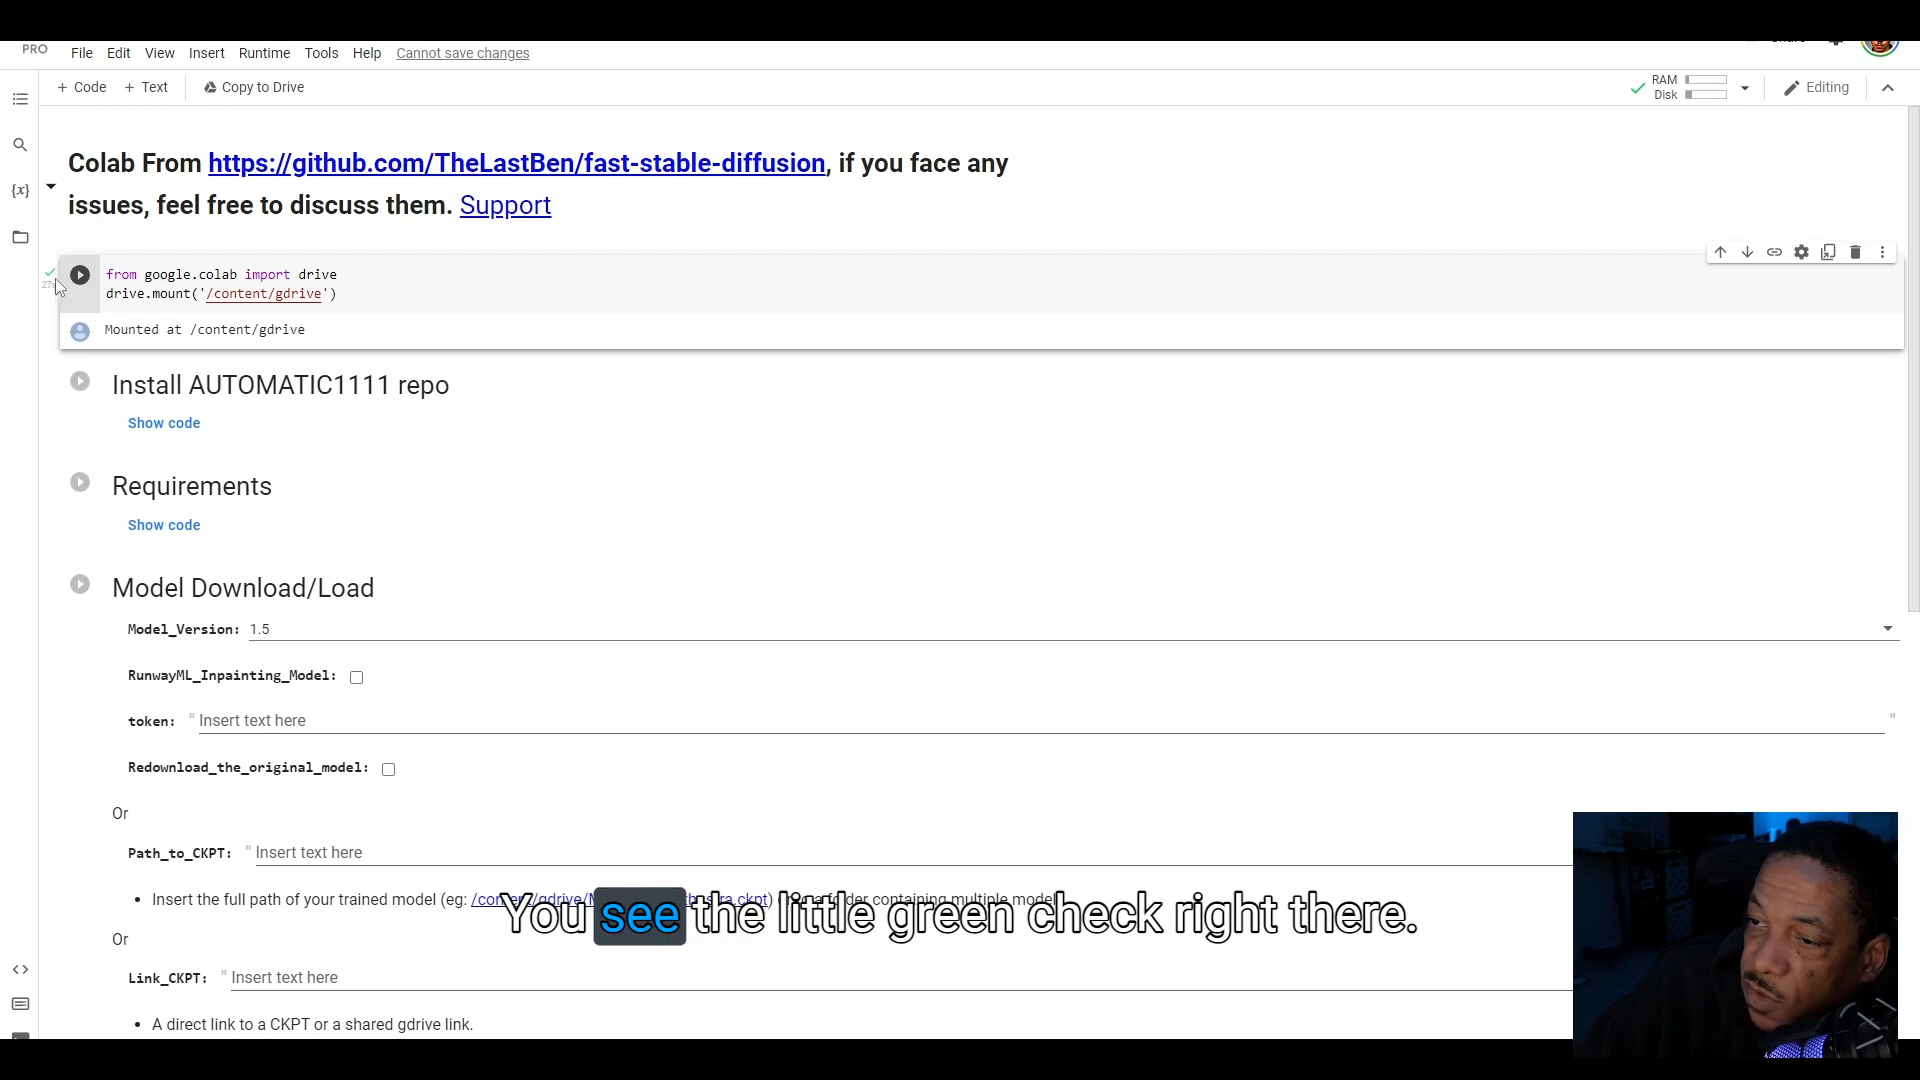 PRO
File Edit View Insert Runtime Tools Help Cannot save changes
+ Code + Text Copy to Drive
RAM
Disk
Editing
Colab From https://github.com/TheLastBen/fast-stable-diffusion, if you face any
issues, feel free to discuss them. Support
{x}
from google.colab import drive
drive.mount('/content/gdrive')
Mounted at /content/gdrive
Install AUTOMATIC1111 repo
Show code
Requirements
Show code
Model Download/Load
Model_Version: 1.5
RunwayML_Inpainting_Model:
token: " Insert text here "
Redownload_the_original_model:
Or
Path_to_CKPT: " Insert text here
• Insert the full path of your trained model (eg:
You see the little green check right there.
Or
Link_CKPT: " Insert text here
• A direct link to a CKPT or a shared gdrive link.